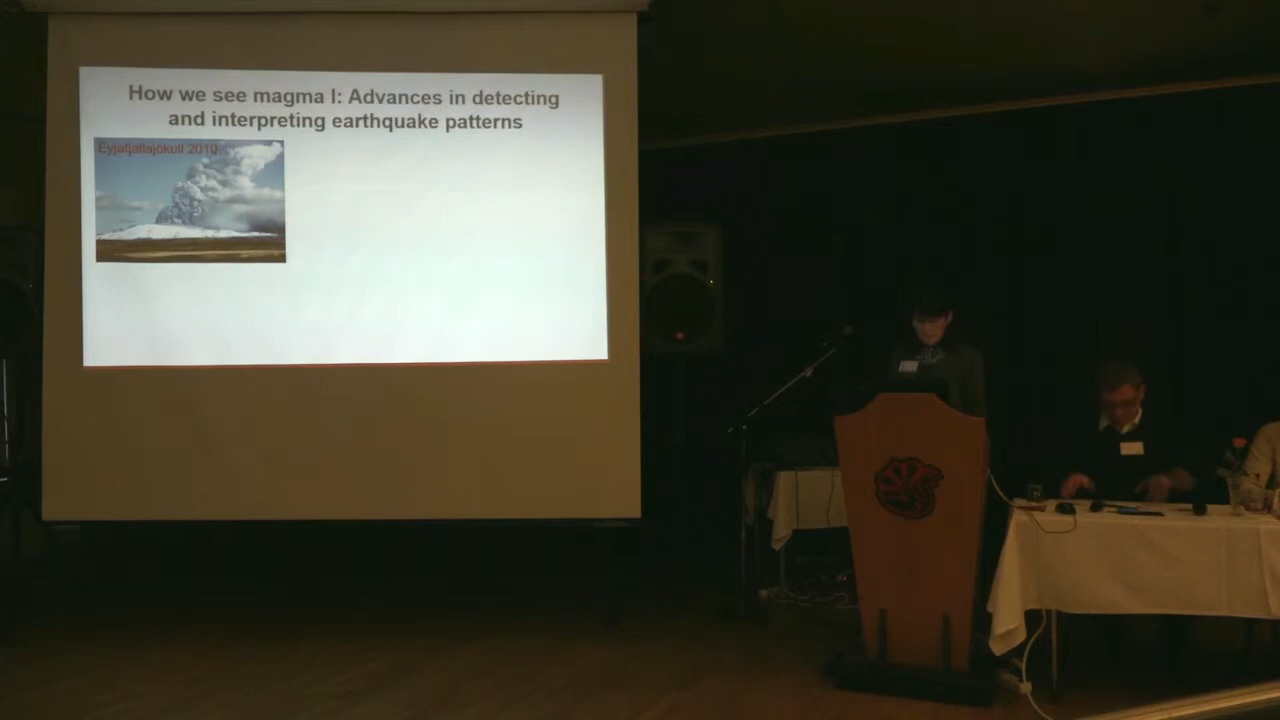 How we see magma I: Advances in detecting
and interpreting earthquake patterns
Eyjafjallajökull 2010